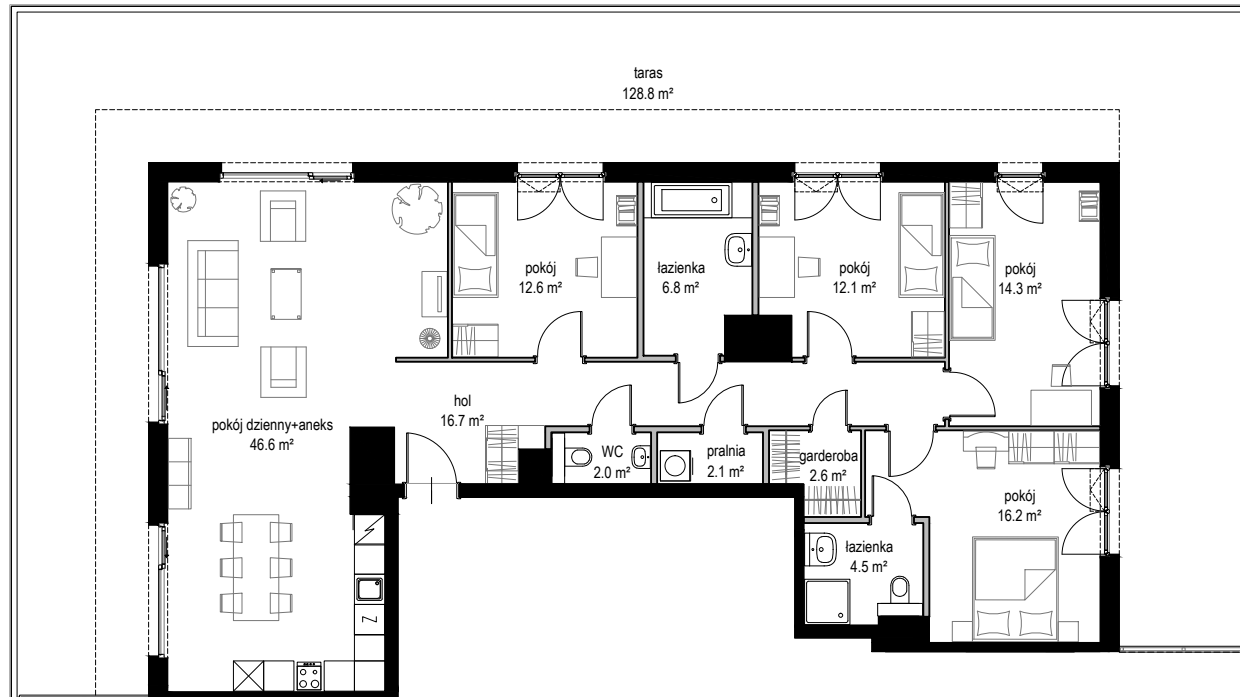 taras
128.8 m²
pokój
12.6 m²
łazienka
6.8 m²
pokój
12.1 m²
pokój
14.3 m²
hol
16.7 m²
pokój dzienny+aneks
46.6 m²
WC
2.0 m²
pralnia
2.1 m²
garderoba
2.6 m²
pokój
16.2 m²
łazienka
4.5 m²
Z